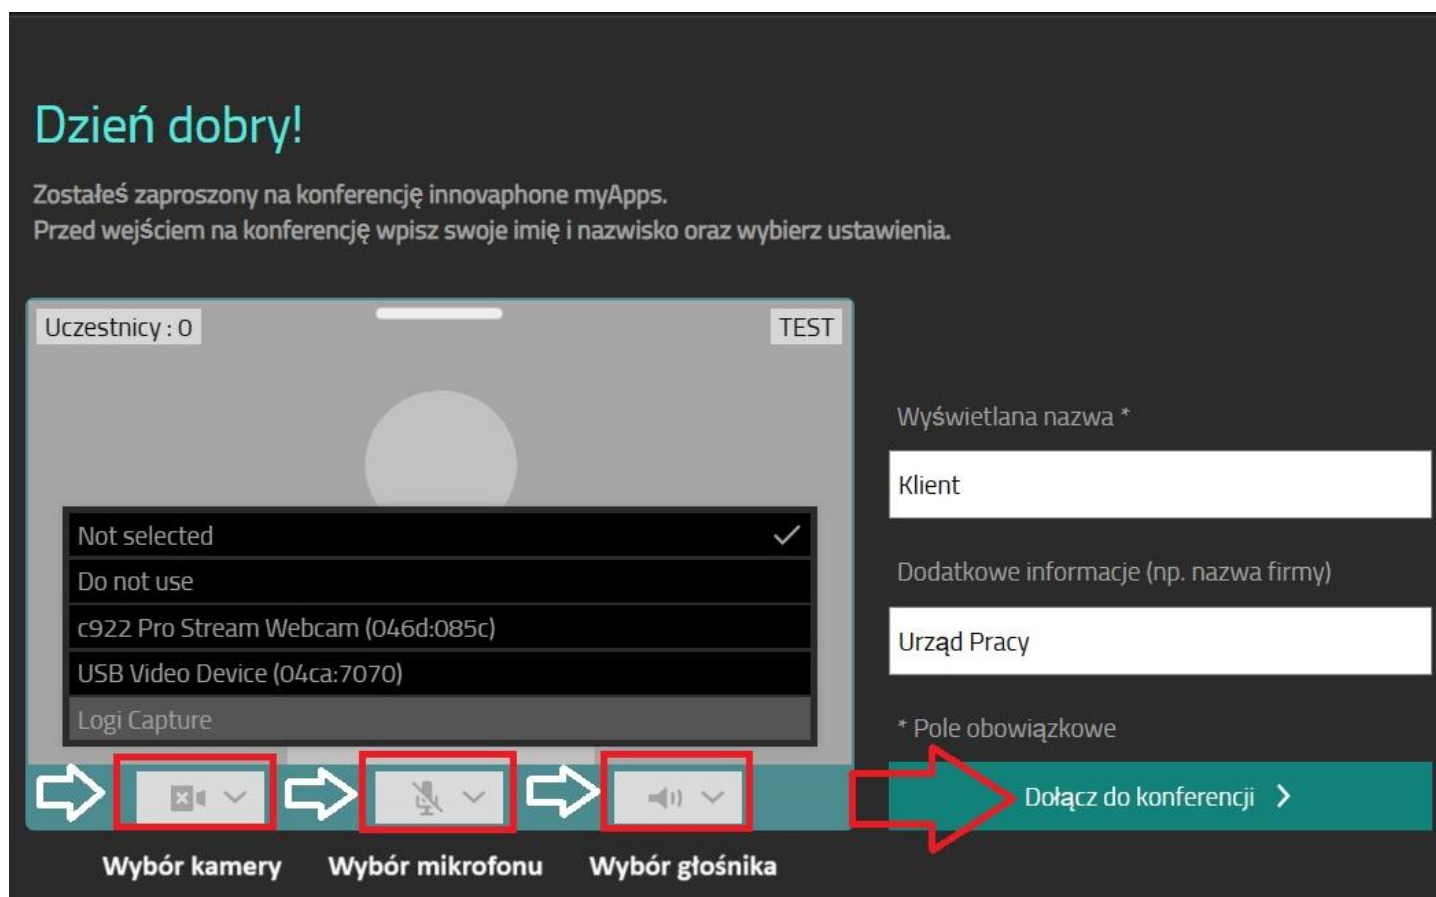 Dzień dobry!
Zostałeś zaproszony na konferencję innovaphone myApps.
Przed wejściem na konferencję wpisz swoje imię i nazwisko oraz wybierz ustawienia.
Uczestnicy : 0
TEST
Not selected
Do not use
c922 Pro Stream Webcam (046d:085c)
USB Video Device (04ca:7070)
Logi Capture
Wybór kamery
Wybór mikrofonu
Wybór głośnika
Wyświetlana nazwa *
Klient
Dodatkowe informacje (np. nazwa firmy)
Urząd Pracy
* Pole obowiązkowe
Dołącz do konferencji